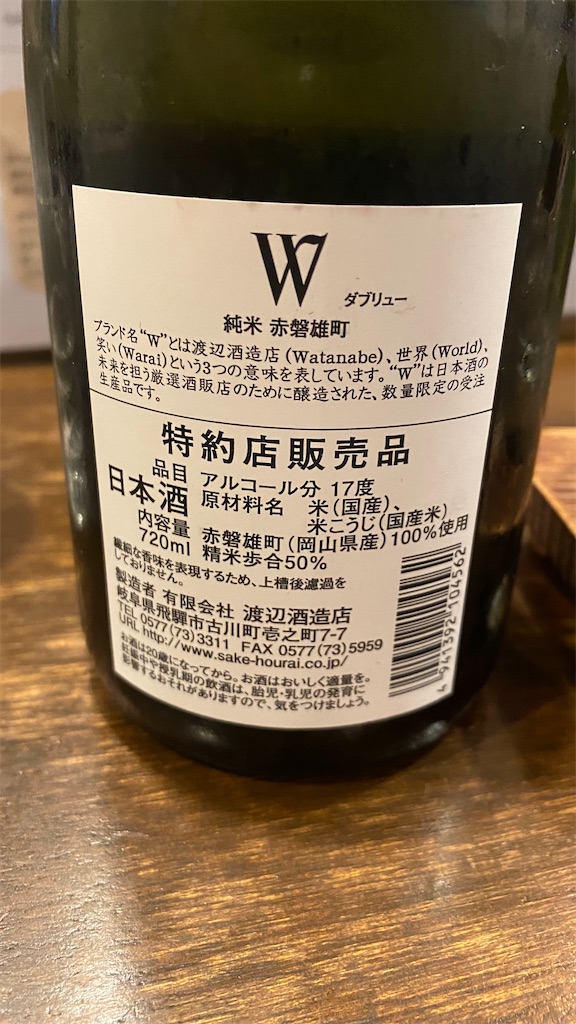 W
ダブリュー
純米 赤磐雄町
ブランド名“W”とは渡辺酒造店(Watanabe)、世界(World)、
笑い(Warai)という3つの意味を表しています。“W”は日本酒の
未来を担う厳選酒販店のために醸造された、数量限定の受注
生産品です。
特約店販売品
品目
日本酒
内容量
720ml
アルコール分 17度
原材料名 米(国産)、
米こうじ(国産米)
赤磐雄町(岡山県産)100%使用
精米歩合50%
繊細な香味を表現するため、上槽後濾過を
しておりません。
製造者 有限会社 渡辺酒造店
岐阜県飛騨市古川町壱之町7-7
TEL 0577(73)3311 FAX 0577(73)5959
URL http://www.sake-hourai.co.jp/
お酒は20歳になってから。お酒はおいしく適量を。
妊娠中や授乳期の飲酒は、胎児・乳児の発育に
影響するおそれがありますので、気をつけましょう。
4 941392 104562